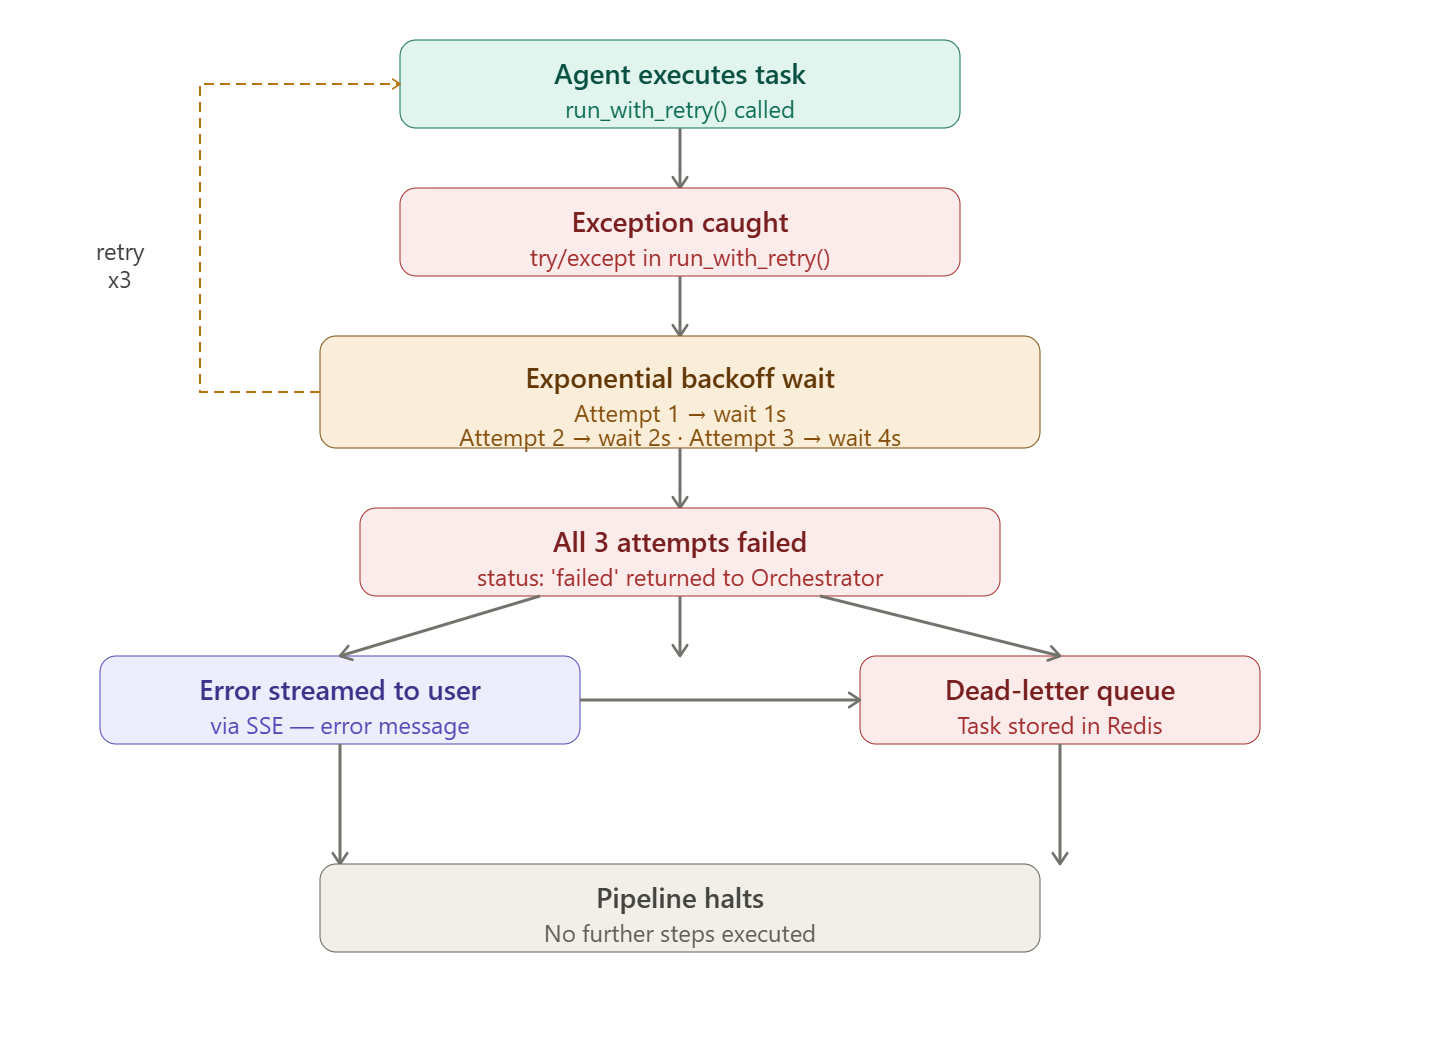 Agent executes task
run_with_retry() called
Exception caught
try/except in run_with_retry()
retry
x3
Exponential backoff wait
Attempt 1 → wait 1s
Attempt 2 → wait 2s · Attempt 3 → wait 4s
All 3 attempts failed
status: 'failed' returned to Orchestrator
Error streamed to user
via SSE — error message
Dead-letter queue
Task stored in Redis
Pipeline halts
No further steps executed